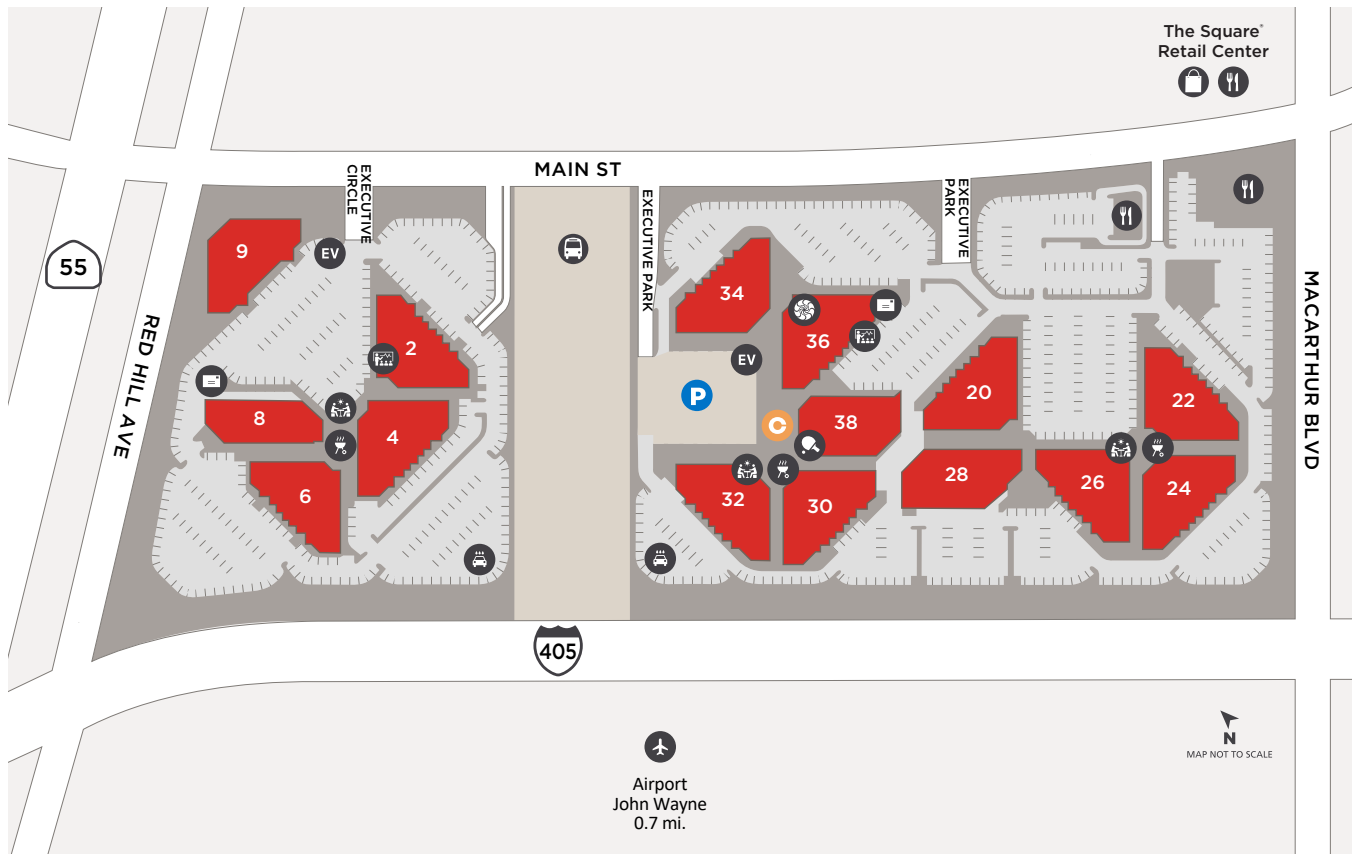 The Square®
Retail Center
MAIN ST
EXECUTIVE
CIRCLE
EXECUTIVE PARK
EXECUTIVE
PARK
9
EV
55
34
MACARTHUR BLVD
RED HILL AVE
2
36
EV
P
20
22
8
4
C
38
6
32
30
28
26
24
405
N
MAP NOT TO SCALE
Airport
John Wayne
0.7 mi.